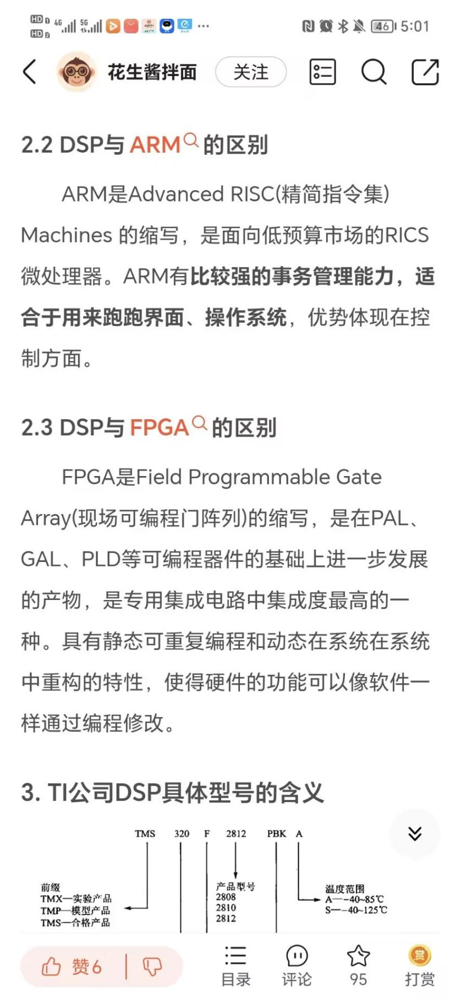 HD 1 4G 5G 46 5:01
HD 2
花生酱拌面 关注
2.2 DSP与 ARM 的区别
ARM是Advanced RISC(精简指令集)
Machines 的缩写，是面向低预算市场的RICS
微处理器。ARM有比较强的事务管理能力，适
合于用来跑跑界面、操作系统，优势体现在控
制方面。
2.3 DSP与 FPGA 的区别
FPGA是Field Programmable Gate
Array(现场可编程门阵列)的缩写，是在PAL、
GAL、PLD等可编程器件的基础上进一步发展
的产物，是专用集成电路中集成度最高的一
种。具有静态可重复编程和动态在系统在系统
中重构的特性，使得硬件的功能可以像软件一
样通过编程修改。
3. TI公司DSP具体型号的含义
TMS 320 F 2812 PBK A
前缀
TMX—实验产品
TMP—模型产品
TMS—合格产品
产品型号
2808
2810
2812
温度范围
A—-40~85℃
S—-40~125℃
赞6
目录 评论 95 打赏
赏